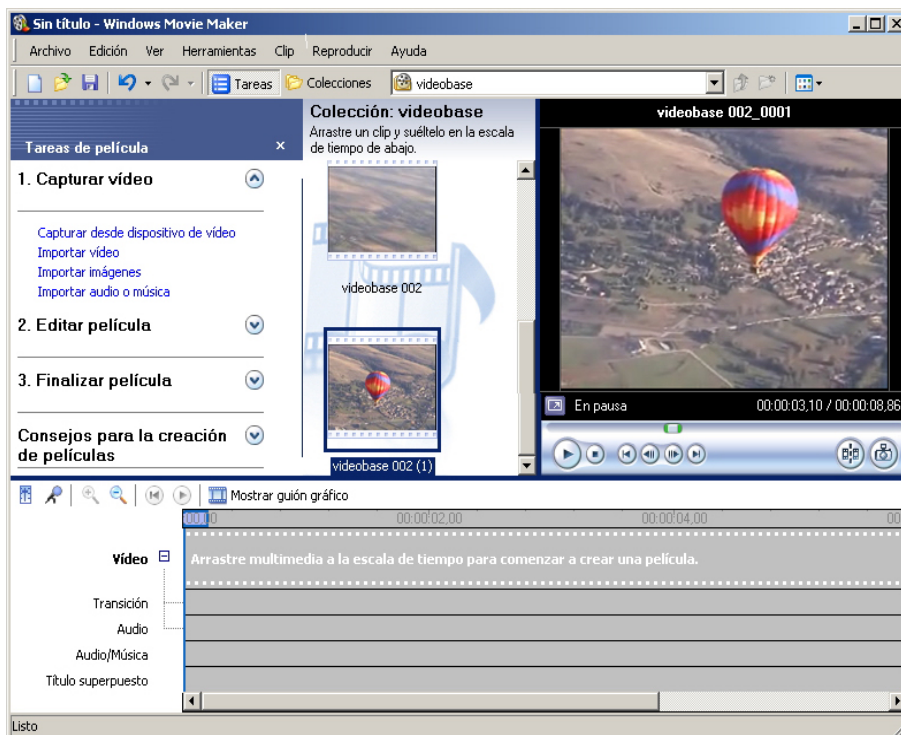 Sin título - Windows Movie Maker
Archivo Edición Ver Herramientas Clip Reproducir Ayuda
Tareas Colecciones videobase
Tareas de película
1. Capturar vídeo
Capturar desde dispositivo de vídeo
Importar vídeo
Importar imágenes
Importar audio o música
2. Editar película
3. Finalizar película
Consejos para la creación
de películas
Colección: videobase
Arrastre un clip y suéltelo en la escala
de tiempo de abajo.
videobase 002
videobase 002 (1)
videobase 002_0001
En pausa 00:00:03,10 / 00:00:08,86
Mostrar guión gráfico
00:00:02,00 00:00:04,00
Vídeo
Arrastre multimedia a la escala de tiempo para comenzar a crear una película.
Transición
Audio
Audio/Música
Título superpuesto
Listo